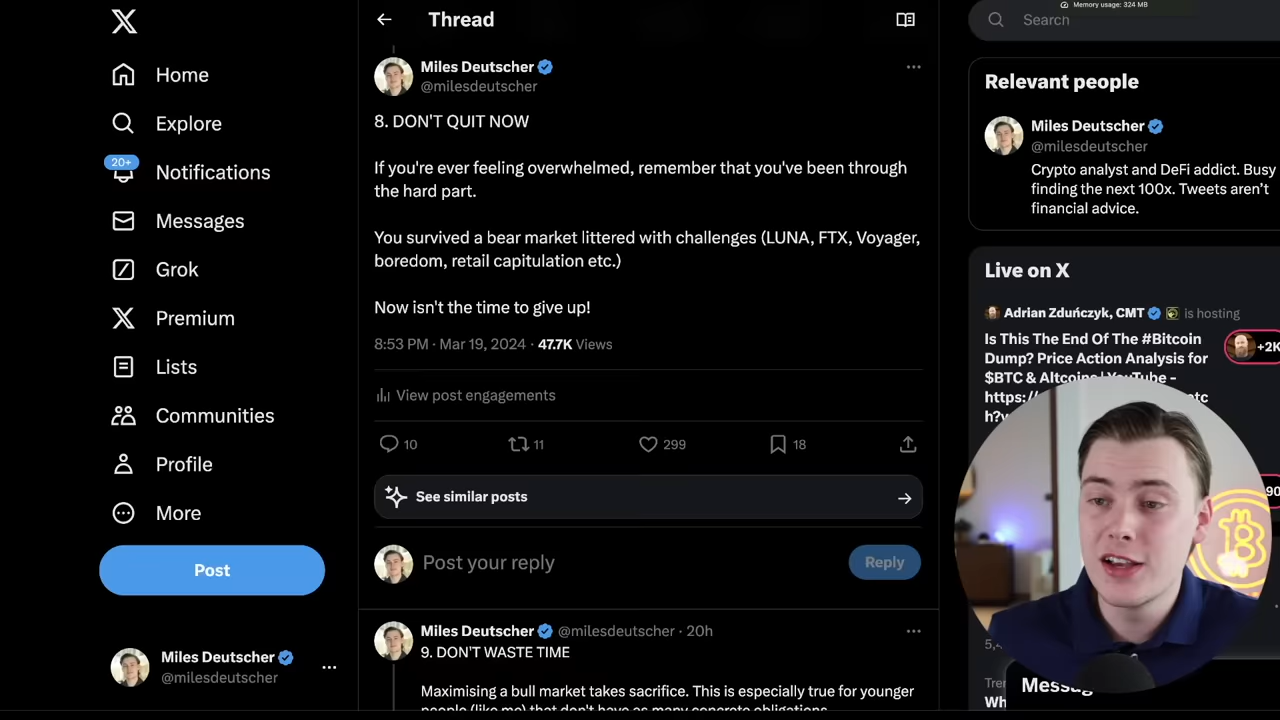 Memory usage: 324 MB
Thread
Search
Home
Explore
20+
Notifications
Messages
Grok
Premium
Lists
Communities
Profile
More
Post
Miles Deutscher
@milesdeutscher
Miles Deutscher
@milesdeutscher
8. DON'T QUIT NOW
If you're ever feeling overwhelmed, remember that you've been through
the hard part.
You survived a bear market littered with challenges (LUNA, FTX, Voyager,
boredom, retail capitulation etc.)
Now isn't the time to give up!
8:53 PM · Mar 19, 2024 · 47.7K Views
View post engagements
10
11
299
18
See similar posts
Post your reply
Reply
Miles Deutscher @milesdeutscher · 20h
9. DON'T WASTE TIME
Maximising a bull market takes sacrifice. This is especially true for younger
people (like me) that don't have as many concrete obligations
Relevant people
Miles Deutscher
@milesdeutscher
Crypto analyst and DeFi addict. Busy
finding the next 100x. Tweets aren't
financial advice.
Live on X
Adrian Zduńczyk, CMT is hosting
Is This The End Of The #Bitcoin
Dump? Price Action Analysis for
$BTC & Altcoins | YouTube -
https://
+2K